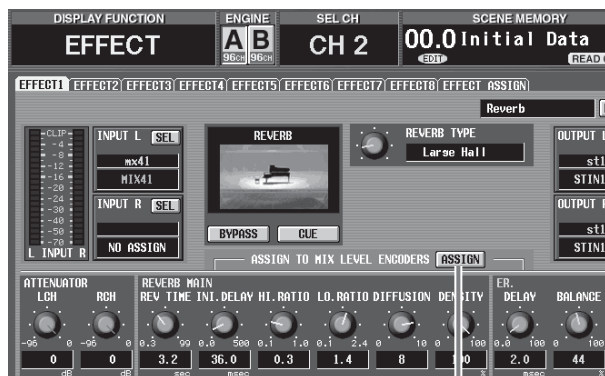 DISPLAY FUNCTION ENGINE SEL CH SCENE MEMORY
EFFECT A B CH 2 00.0 Initial Data
96CH 96CH EDIT READ
EFFECT1 EFFECT2 EFFECT3 EFFECT4 EFFECT5 EFFECT6 EFFECT7 EFFECT8 EFFECT ASSIGN
Reverb
CLIP INPUT L SEL REVERB REVERB TYPE OUTPUT
-4
-8
-12 mx41 Large Hall st1
-16 MIX41 STIN1
-20
-24 INPUT R SEL OUTPUT
-30
-40 st1
-50
-70 NO ASSIGN BYPASS CUE STIN1
L INPUT R
ASSIGN TO MIX LEVEL ENCODERS ASSIGN
ATTENUATOR REVERB MAIN ER.
LCH RCH REV TIME INI.DELAY HI.RATIO LO.RATIO DIFFUSION DENSITY DELAY BALANCE
-96 0 -96 0 0.3 99 0.0 500 0.1 1.0 0.1 2.4 0 10 0 100 0.0 100 0 100
0 0 3.2 36.0 0.3 1.4 8 2.0 44
dB dB sec msec % msec %